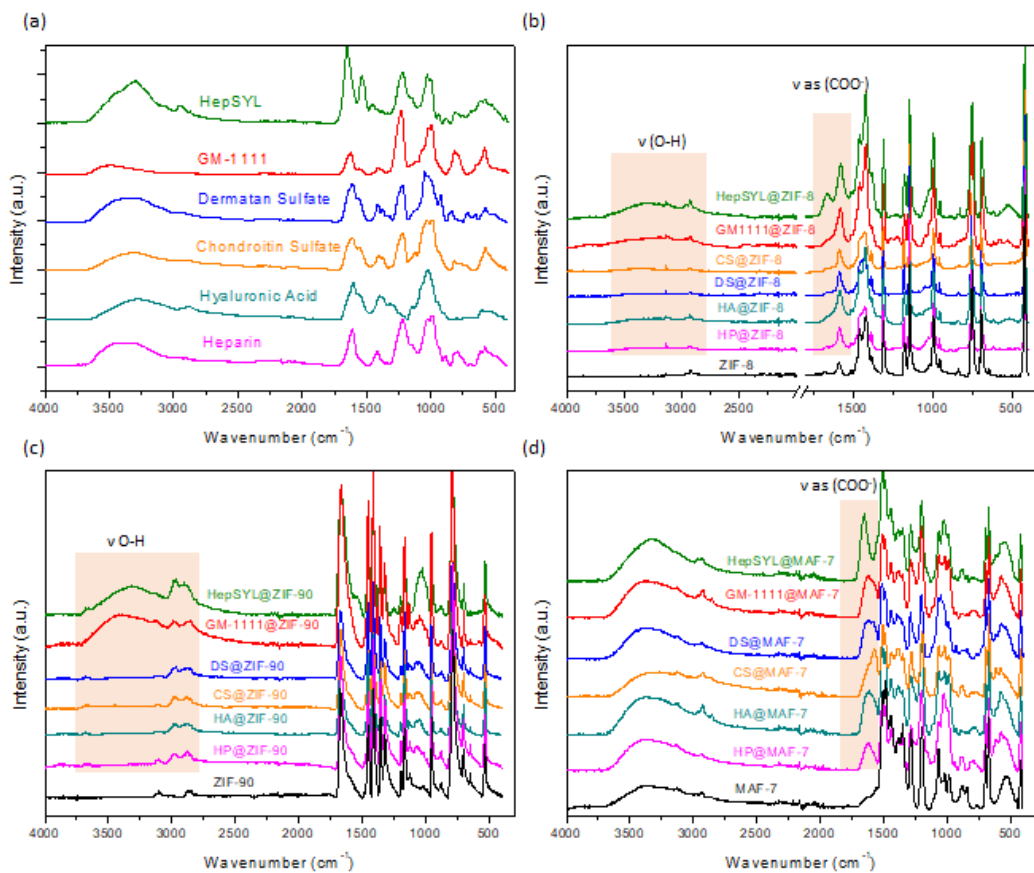 (a)
HepSYL
GM-1111
Dermatan Sulfate
Chondroitin Sulfate
Hyaluronic Acid
Heparin
Intensity (a.u.)
4000 3500 3000 2500 2000 1500 1000 500
Wavenumber (cm⁻¹)
(b)
ν as (COO⁻)
ν (O-H)
HepSYL@ZIF-8
GM1111@ZIF-8
CS@ZIF-8
DS@ZIF-8
HA@ZIF-8
HP@ZIF-8
ZIF-8
Intensity (a.u.)
4000 3500 3000 2500 1500 1000 500
Wavenumber (cm⁻¹)
(c)
ν O-H
HepSYL@ZIF-90
GM-1111@ZIF-90
DS@ZIF-90
CS@ZIF-90
HA@ZIF-90
HP@ZIF-90
ZIF-90
Intensity (a.u.)
4000 3500 3000 2500 2000 1500 1000 500
Wavenumber (cm⁻¹)
(d)
ν as (COO⁻)
HepSYL@MAF-7
GM-1111@MAF-7
DS@MAF-7
CS@MAF-7
HA@MAF-7
HP@MAF-7
MAF-7
Intensity (a.u.)
4000 3500 3000 2500 2000 1500 1000 500
Wavenumber (cm⁻¹)